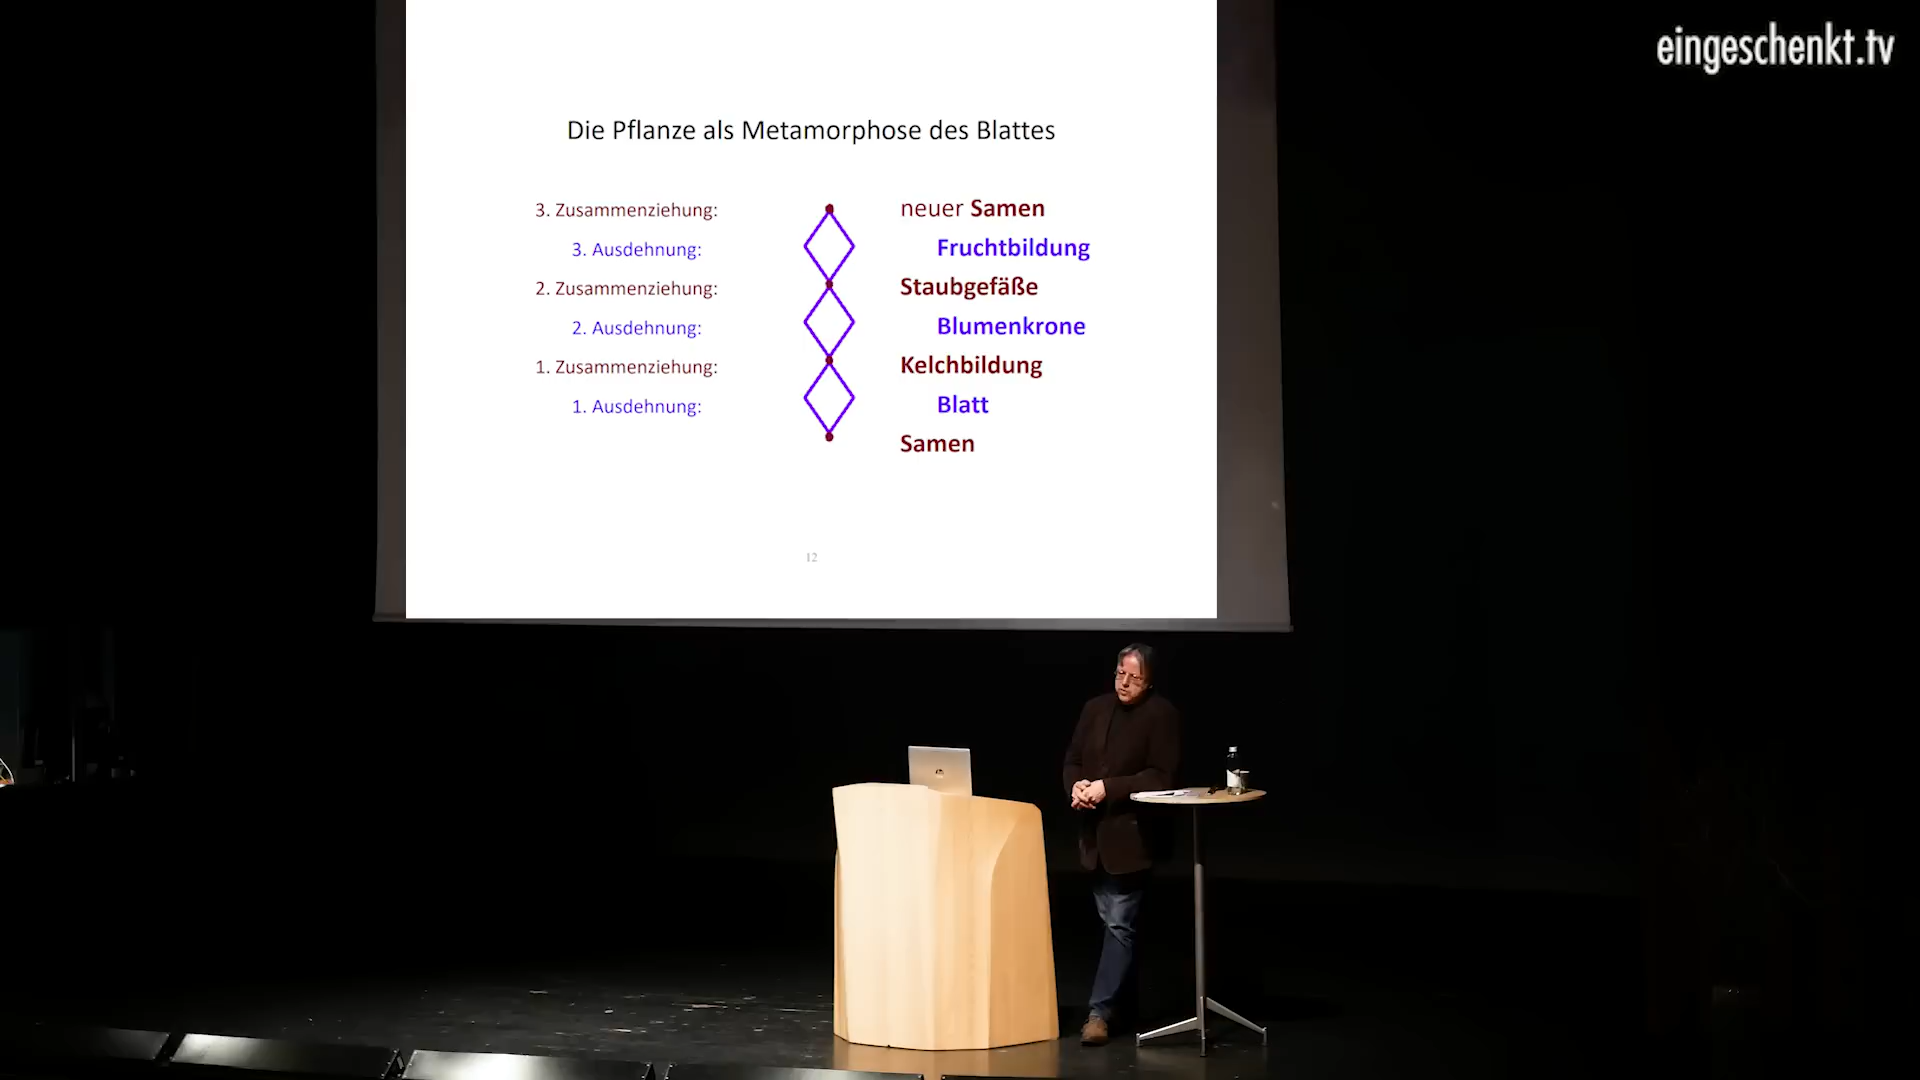 eingeschenkt.tv
Die Pflanze als Metamorphose des Blattes
3. Zusammenziehung: neuer Samen
3. Ausdehnung: Fruchtbildung
2. Zusammenziehung: Staubgefäße
2. Ausdehnung: Blumenkrone
1. Zusammenziehung: Kelchbildung
1. Ausdehnung: Blatt
Samen
12